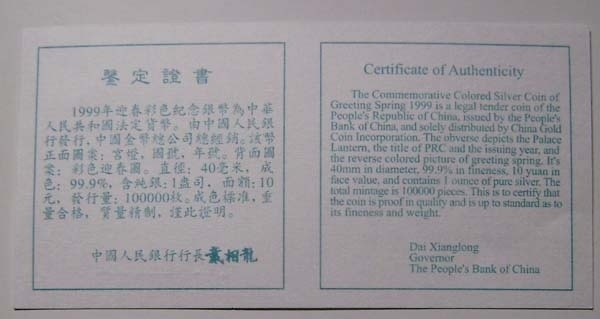 鑒定證書
1999年迎春彩色紀念銀幣為中華
人民共和國法定貨幣。由中國人民銀
行發行，中國金幣總公司總經銷。該幣
正面圖案：宮燈，國號，年號。背面圖
案：彩色迎春圖。直徑：40毫米，成
色：99.9%，含純銀：1盎司，面額：10
元，發行量：100000枚。成色標准，重
量合格，質量精制，謹此證明。
中國人民銀行行長戴相龍
Certificate of Authenticity
The Commemorative Colored Silver Coin of
Greeting Spring 1999 is a legal tender coin of the
People's Republic of China, issued by the People's
Bank of China, and solely distributed by China Gold
Coin Incorporation. The obverse depicts the Palace
Lantern, the title of PRC and the issuing year, and
the reverse colored picture of greeting spring. It's
40mm in diameter, 99.9% in fineness, 10 yuan in
face value, and contains 1 ounce of pure silver. The
total mintage is 100000 pieces. This is to certify that
the coin is proof in quality and is up to standard as to
its fineness and weight.
Dai Xianglong
Governor
The People's Bank of China